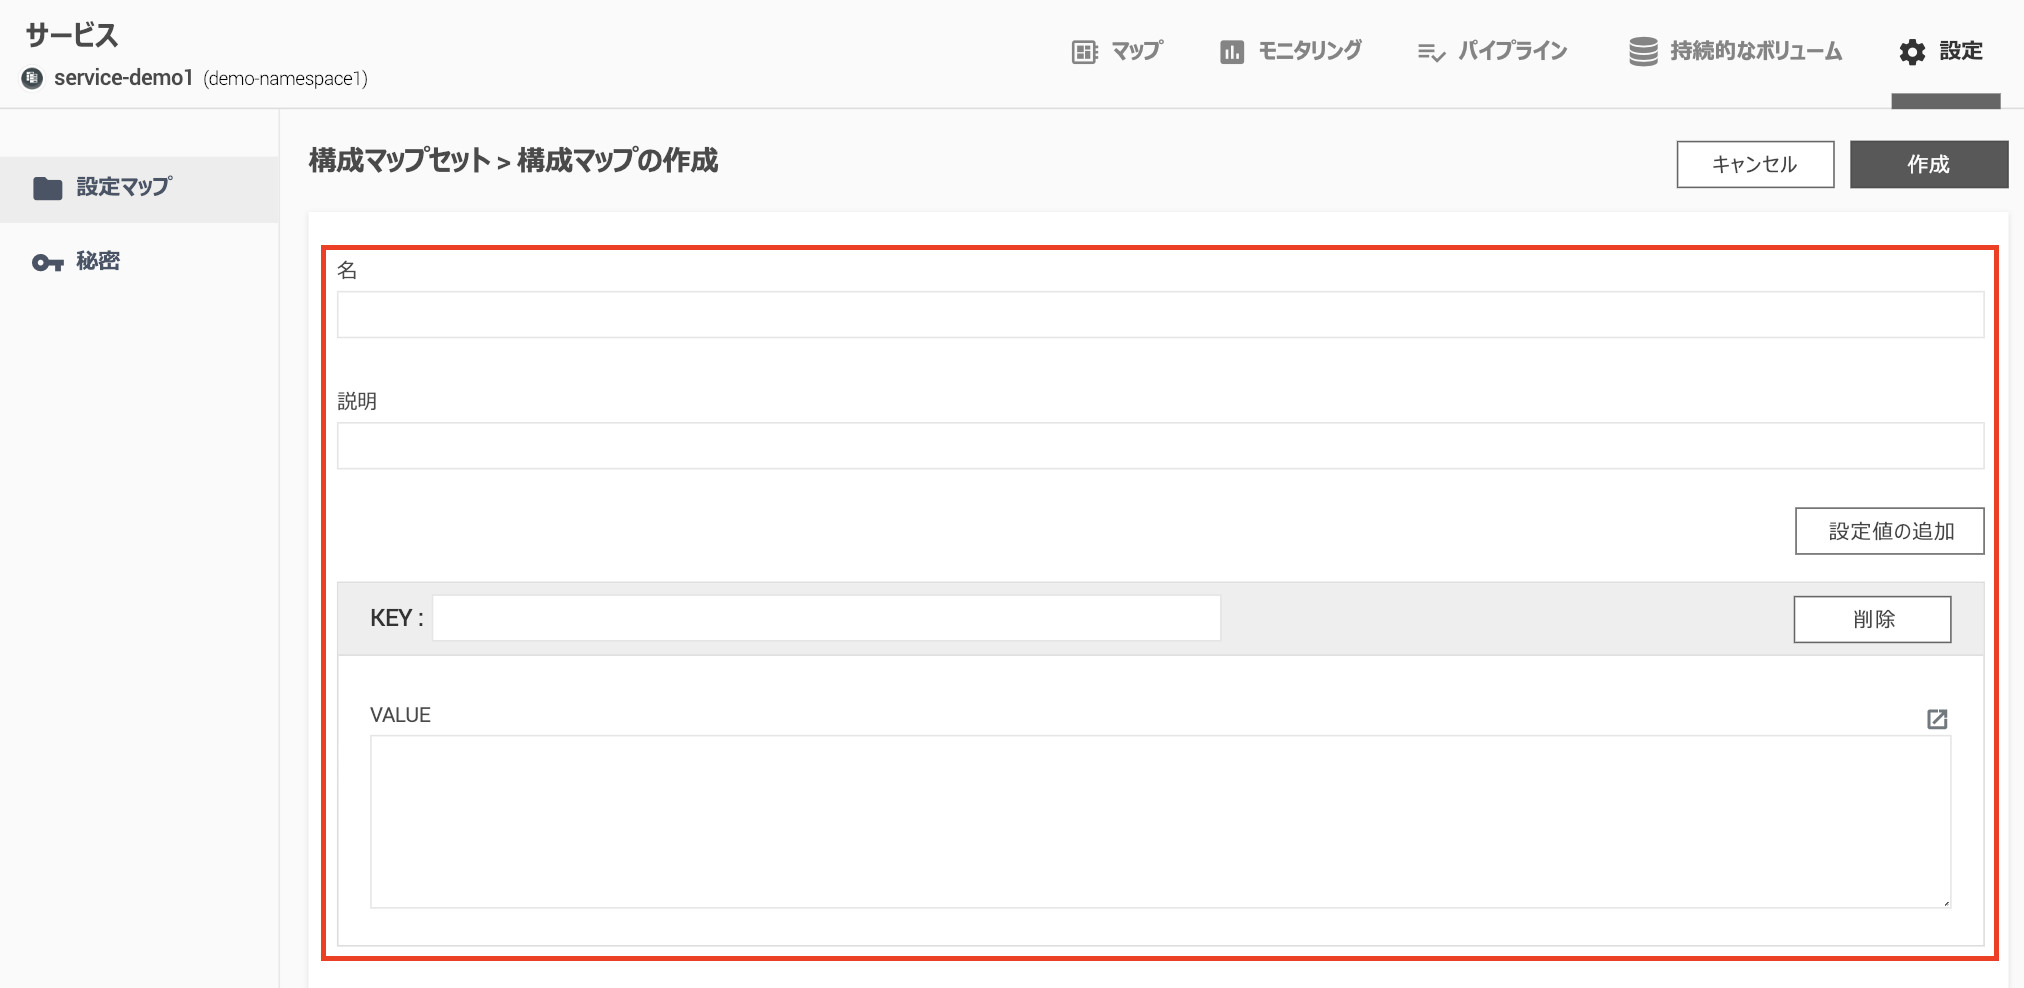 サービス
service-demo1 (demo-namespace1)
マップ
モニタリング
パイプライン
持続的なボリューム
設定
設定マップ
秘密
構成マップセット > 構成マップの作成
キャンセル
作成
名
説明
設定値の追加
KEY :
削除
VALUE